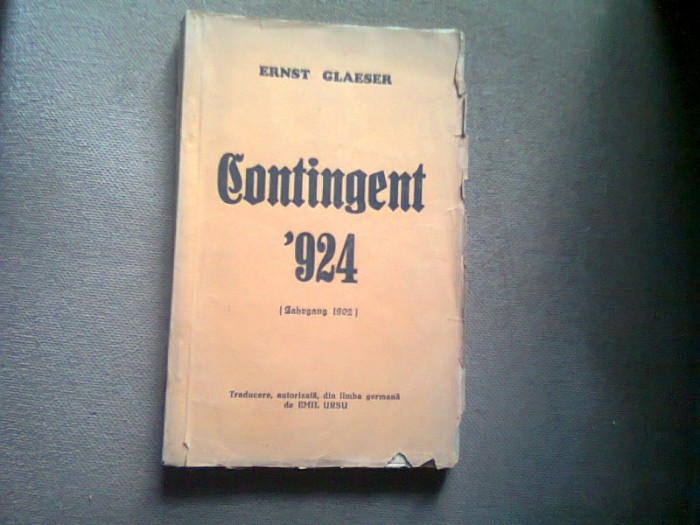 ERNST GLAESER
Contingent
'924
(Jahrgang 1902)
Traducere, autorizată, din limba germană
de EMIL URSU